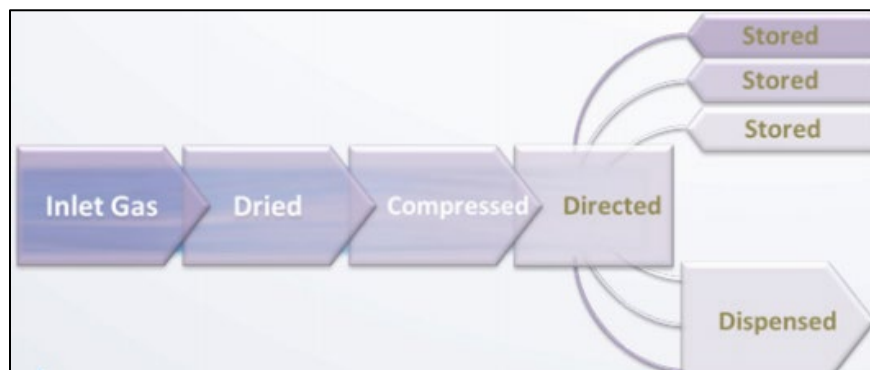 Stored
Stored
Stored
Inlet Gas
Dried
Compressed
Directed
Dispensed